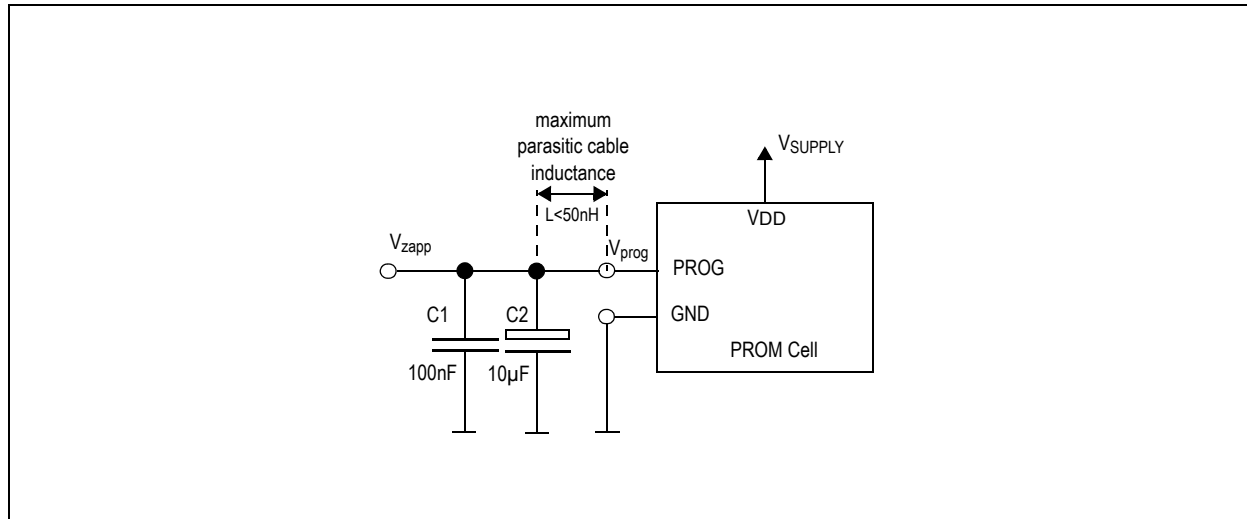 maximum
parasitic cable
inductance
L<50nH
VSUPPLY
VDD
Vzapp
Vprog
PROG
GND
PROM Cell
C1
C2
100nF
10µF